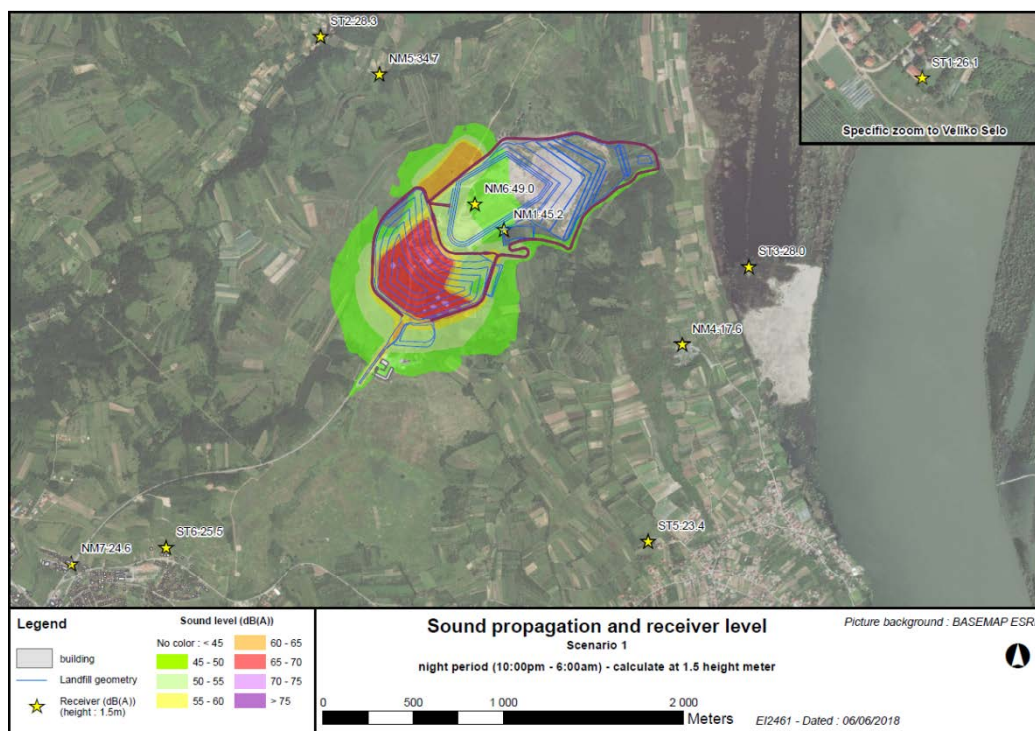 ST2:28.3
NM5:34.7
ST1:26.1
Specific zoom to Veliko Selo
NM6:49.0
NM1:45.2
ST3:28.0
NM4:17.6
ST5:23.4
ST6:25.5
NM7:24.6
Legend
building
Landfill geometry
Receiver (dB(A))
(height : 1.5m)
Sound level (dB(A))
No color : < 45
45 - 50
50 - 55
55 - 60
60 - 65
65 - 70
70 - 75
> 75
Sound propagation and receiver level
Scenario 1
night period (10:00pm - 6:00am) - calculate at 1.5 height meter
0 500 1 000 2 000
Meters
Picture background : BASEMAP ESRI
EI2461 - Dated : 06/06/2018